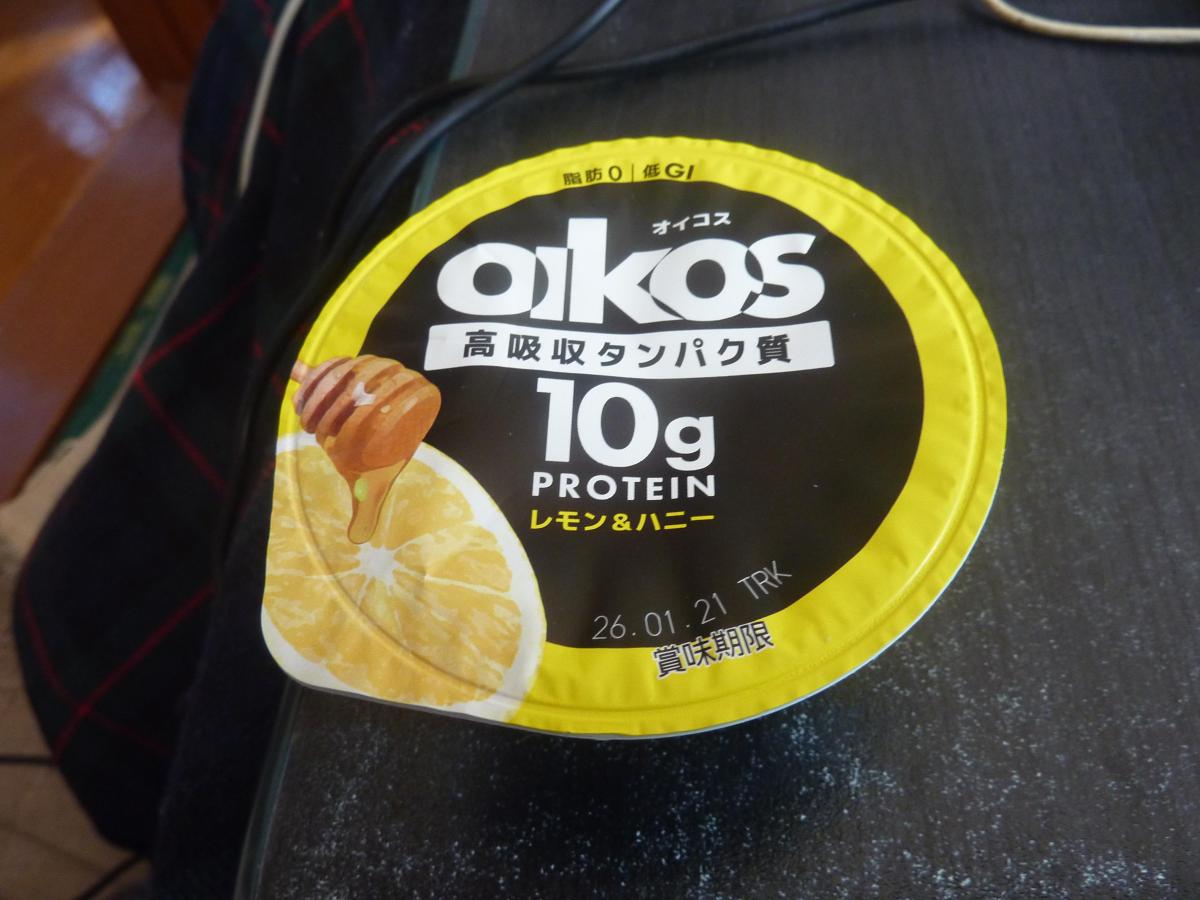 脂肪0｜低GI
オイコス
oikos
高吸収タンパク質
10g
PROTEIN
レモン&ハニー
26.01.21 TRK
賞味期限